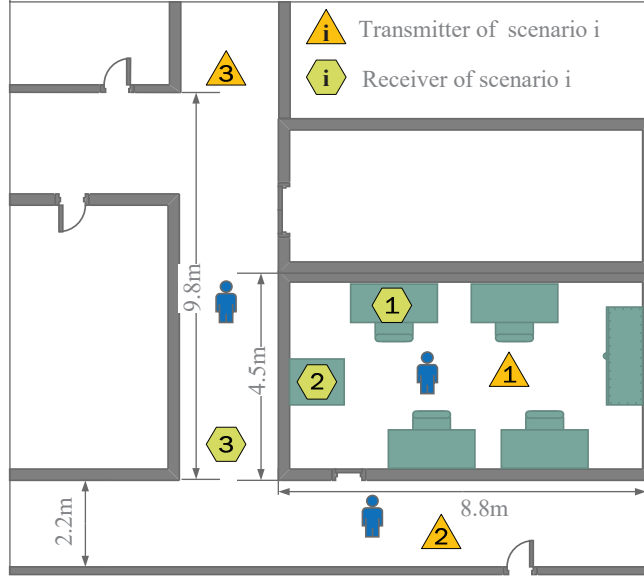 i Transmitter of scenario i
3
i Receiver of scenario i
9.8m
1
4.5m
1
2
3
8.8m
2.2m
2